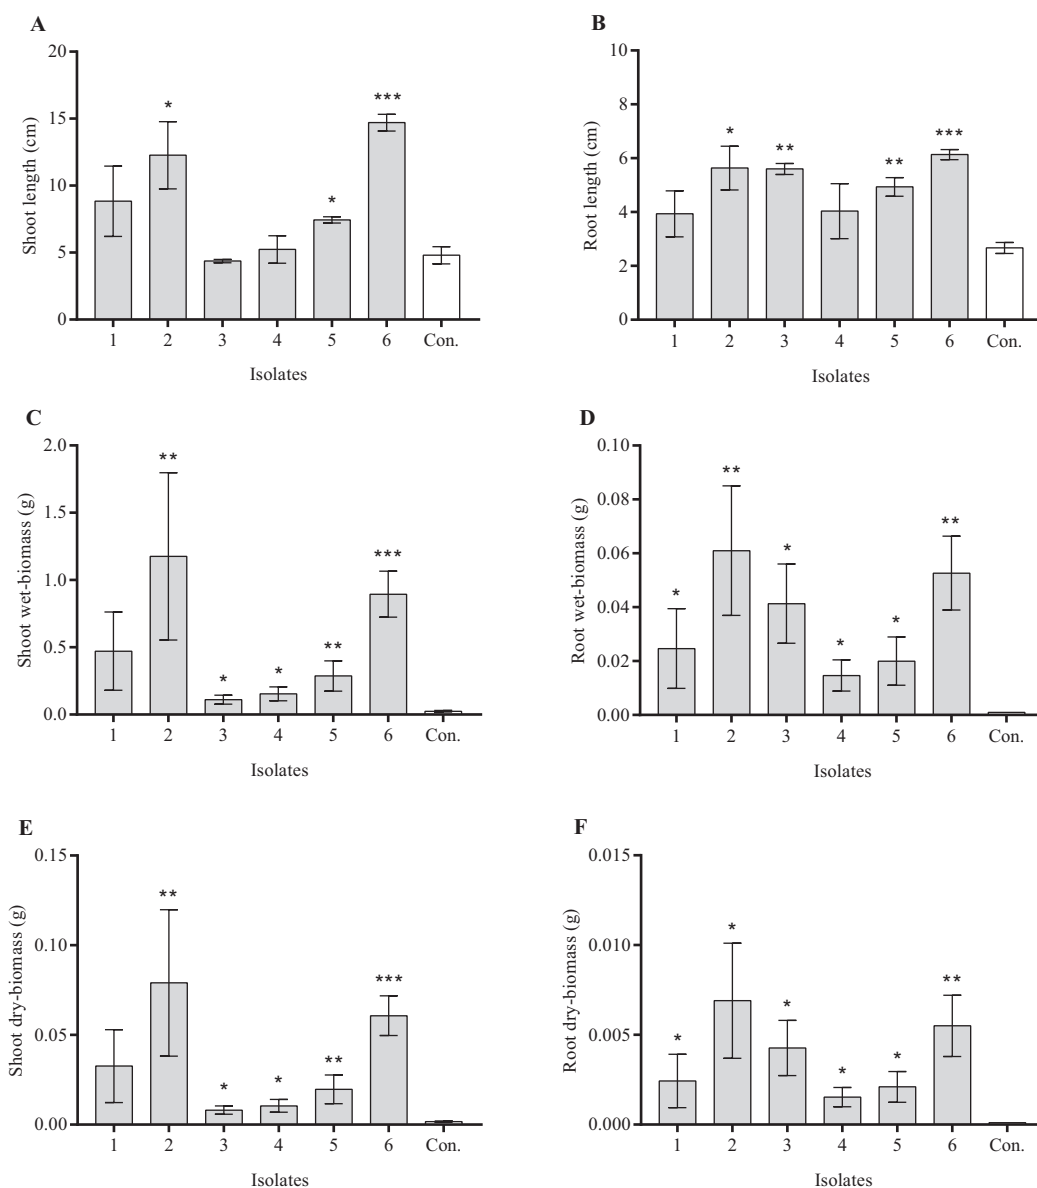 A
Shoot length (cm)
20
15
10
5
0
*
*
***
1 2 3 4 5 6 Con.
Isolates
B
Root length (cm)
10
8
6
4
2
0
*
**
**
***
1 2 3 4 5 6 Con.
Isolates
C
Shoot wet-biomass (g)
2.0
1.5
1.0
0.5
0.0
**
*
*
**
***
1 2 3 4 5 6 Con.
Isolates
D
Root wet-biomass (g)
0.10
0.08
0.06
0.04
0.02
0.00
*
**
*
*
*
**
1 2 3 4 5 6 Con.
Isolates
E
Shoot dry-biomass (g)
0.15
0.10
0.05
0.00
**
*
*
**
***
1 2 3 4 5 6 Con.
Isolates
F
Root dry-biomass (g)
0.015
0.010
0.005
0.000
*
*
*
*
*
**
1 2 3 4 5 6 Con.
Isolates